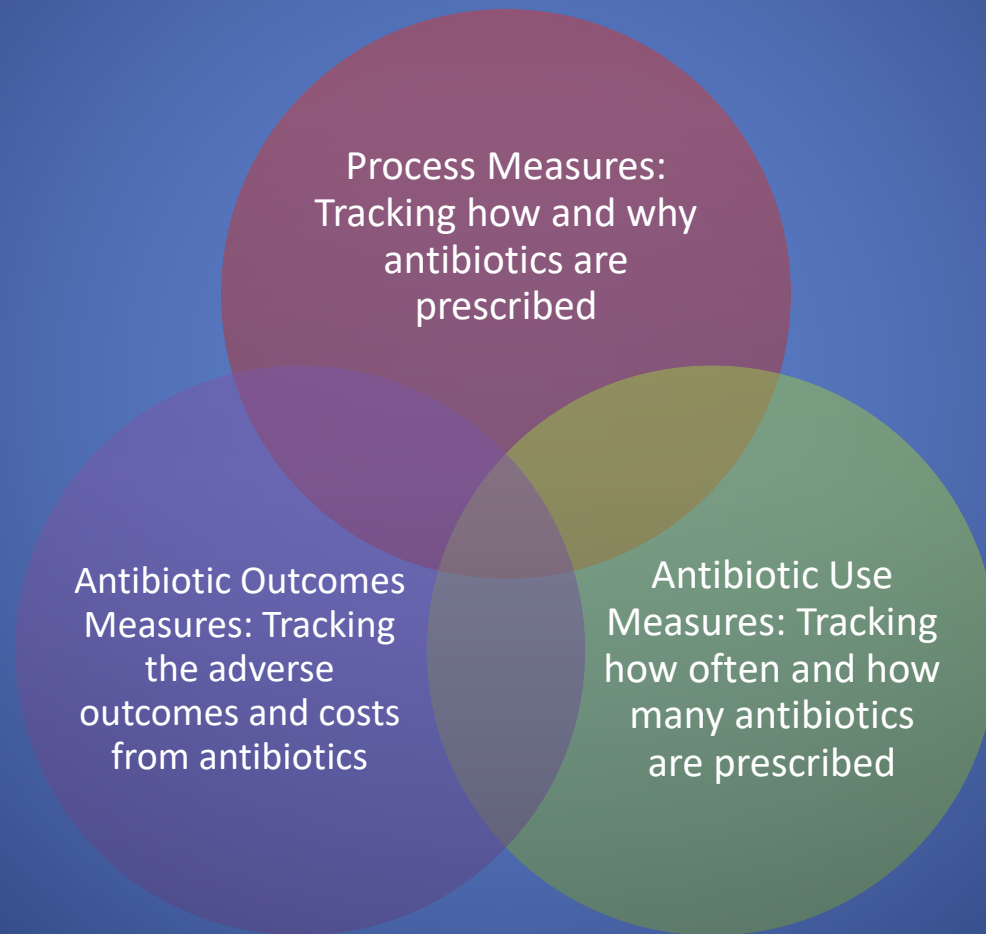 Process Measures:
Tracking how and why
antibiotics are
prescribed
Antibiotic Outcomes
Measures: Tracking
the adverse
outcomes and costs
from antibiotics
Antibiotic Use
Measures: Tracking
how often and how
many antibiotics
are prescribed